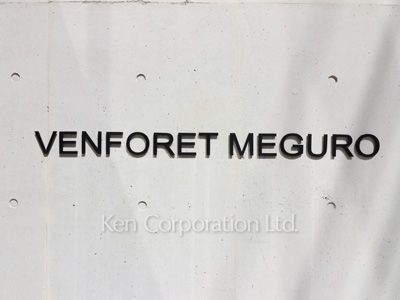 VENFORET MEGURO
Ken Corporation Ltd.